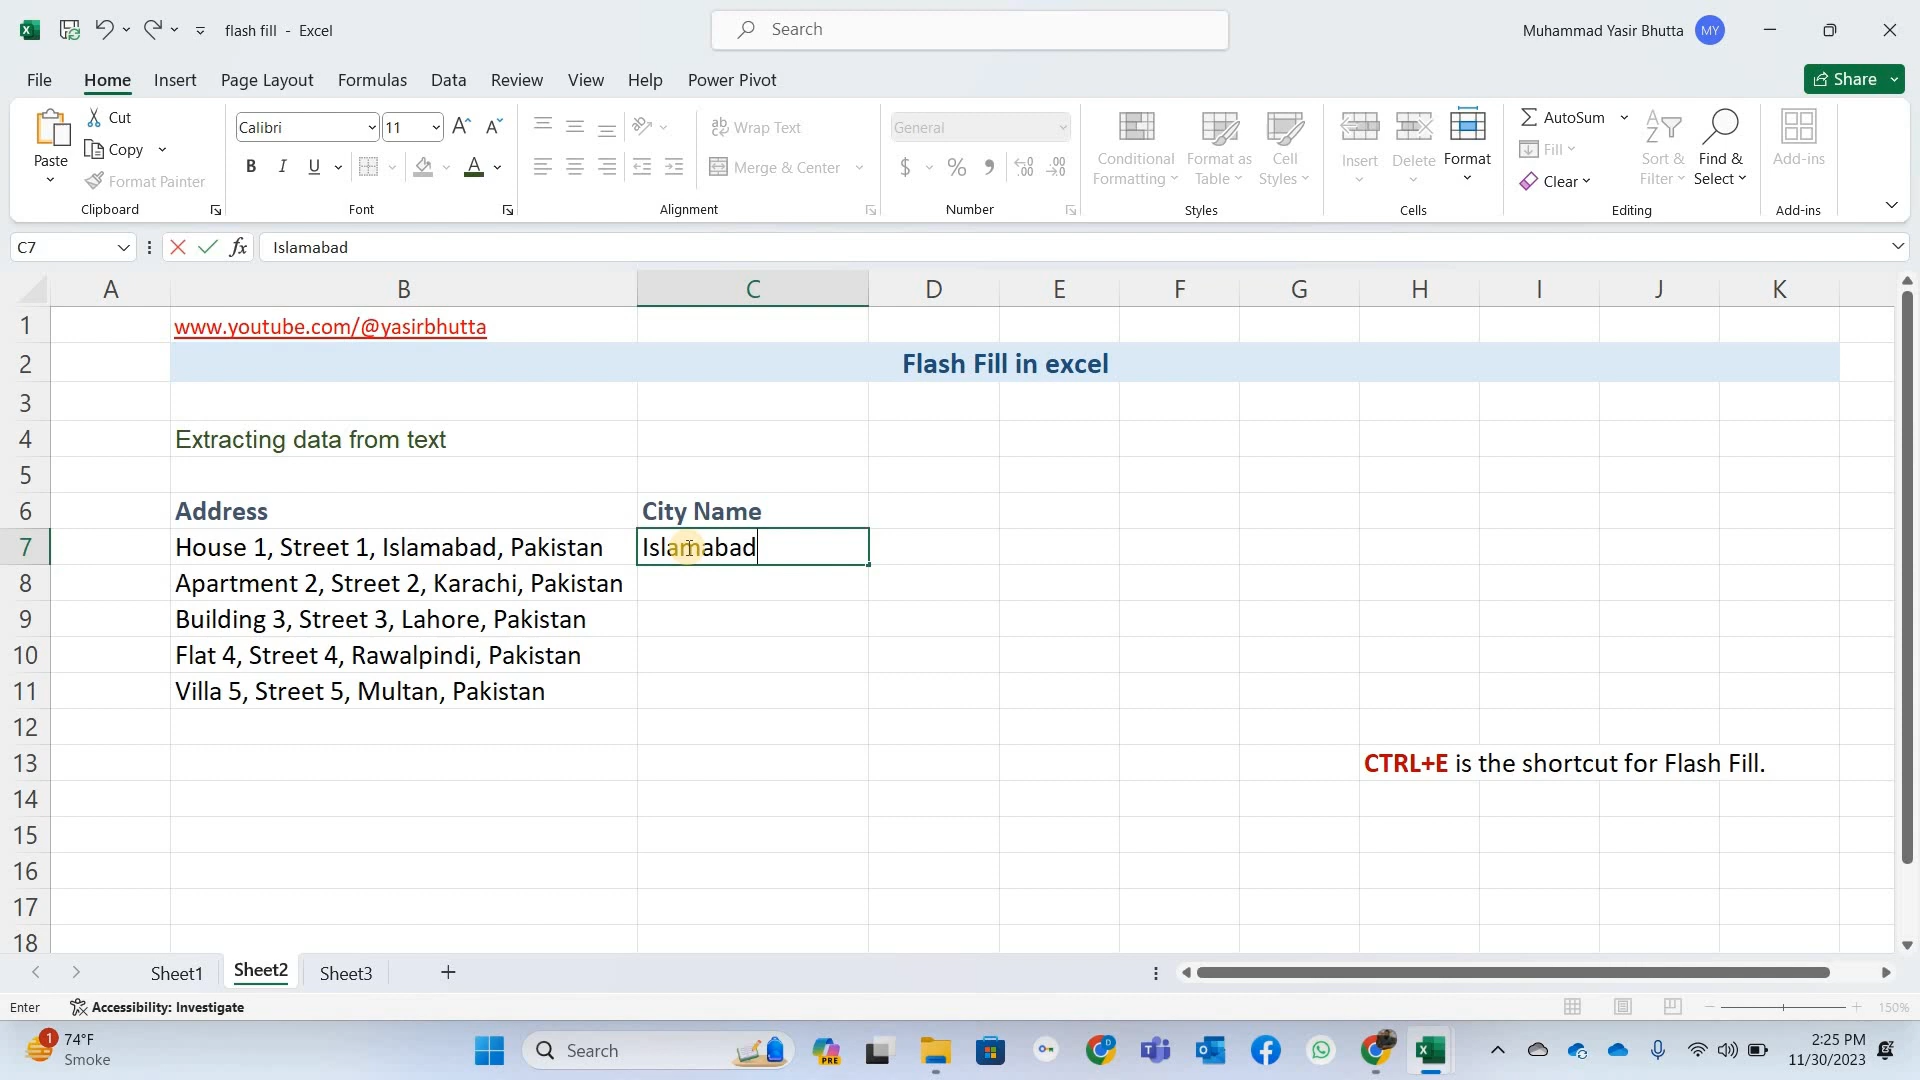 flash fill - Excel
Search
Muhammad Yasir Bhutta MY
File Home Insert Page Layout Formulas Data Review View Help Power Pivot Share
Paste Cut Copy Format Painter Clipboard
Calibri 11 B I U A Font
Wrap Text Merge & Center Alignment
General $ % Number
Conditional Formatting Format as Table Cell Styles Styles
Insert Delete Format Cells
AutoSum Fill Clear Sort & Filter Find & Select Editing
Add-ins Add-ins
C7 fx Islamabad
A B C D E F G H I J K
1 www.youtube.com/@yasirbhutta
2 Flash Fill in excel
3
4 Extracting data from text
5
6 Address City Name
7 House 1, Street 1, Islamabad, Pakistan Islamabad
8 Apartment 2, Street 2, Karachi, Pakistan
9 Building 3, Street 3, Lahore, Pakistan
10 Flat 4, Street 4, Rawalpindi, Pakistan
11 Villa 5, Street 5, Multan, Pakistan
12
13 CTRL+E is the shortcut for Flash Fill.
14
15
16
17
18
Sheet1 Sheet2 Sheet3
Enter Accessibility: Investigate 150%
1 74°F Search 2:25 PM
Smoke 11/30/2023